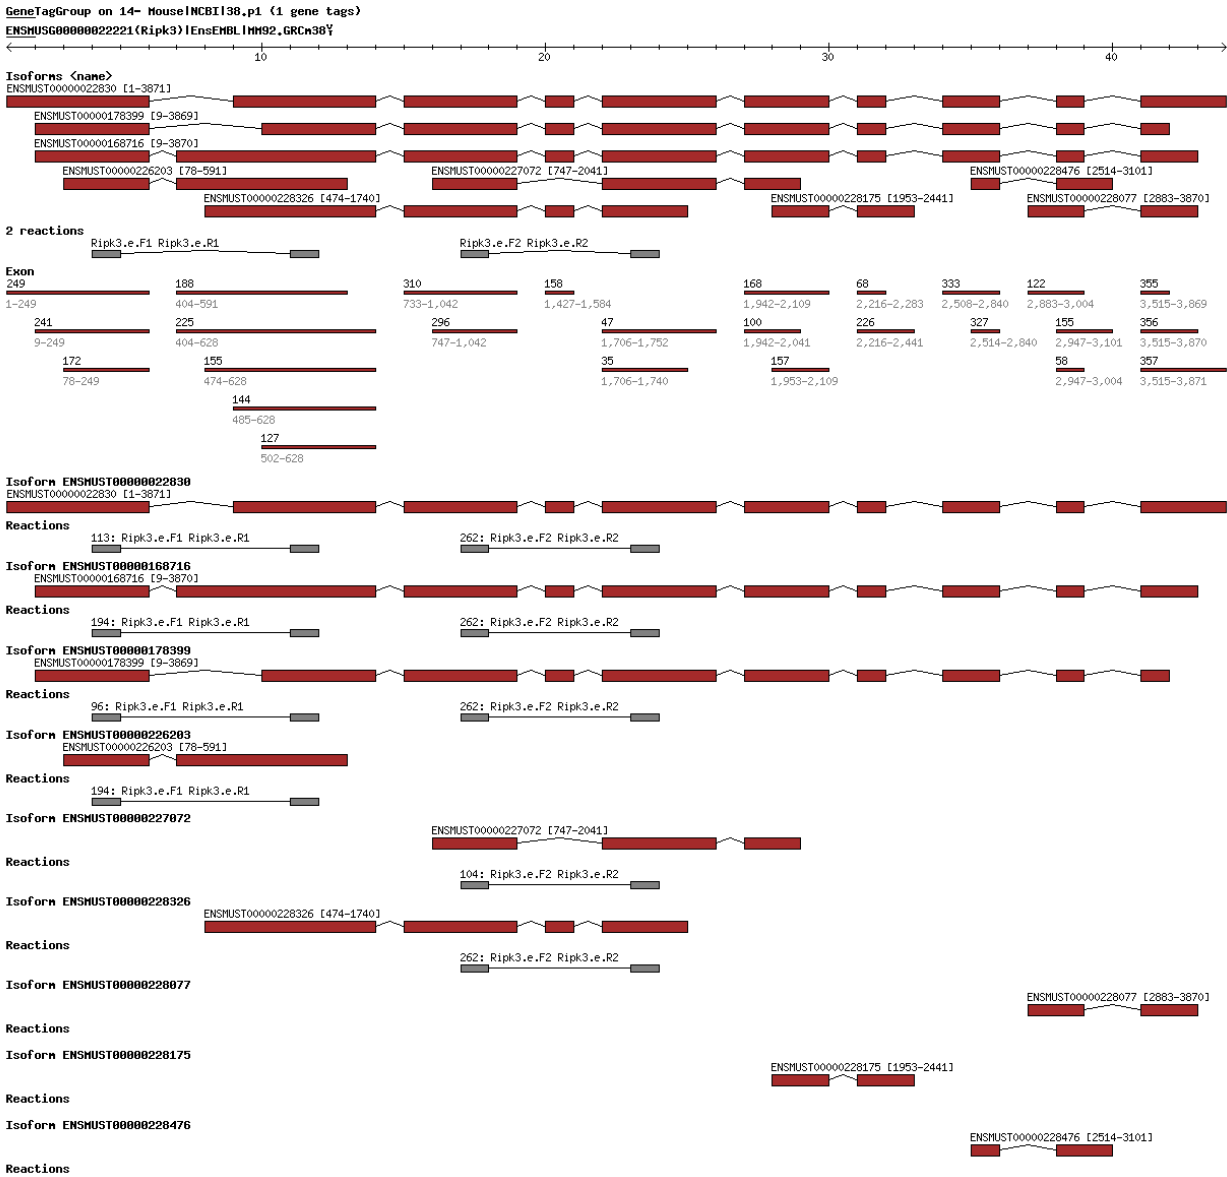 GeneTagGroup on 14- Mouse|NCBI|38.p1 (1 gene tags)
ENSMUSG00000022221(Ripk3)|EnsEMBL|MM92.GRCm38
10 20 30 40
Isoforms <name>
ENSMUST00000022830 [1-3871]
ENSMUST00000178399 [9-3869]
ENSMUST00000168716 [9-3870]
ENSMUST00000226203 [78-591] ENSMUST00000227072 [747-2041] ENSMUST00000228476 [2514-3101]
ENSMUST00000228326 [474-1740] ENSMUST00000228175 [1953-2441] ENSMUST00000228077 [2883-3870]
2 reactions
Ripk3.e.F1 Ripk3.e.R1 Ripk3.e.F2 Ripk3.e.R2
Exon
249 188 310 158 168 68 333 122 355
1-249 404-591 733-1,042 1,427-1,584 1,942-2,109 2,216-2,283 2,508-2,840 2,883-3,004 3,515-3,869
241 225 296 47 100 226 327 155 356
9-249 404-628 747-1,042 1,706-1,752 1,942-2,041 2,216-2,441 2,514-2,840 2,947-3,101 3,515-3,870
172 155 35 157 58 357
78-249 474-628 1,706-1,740 1,953-2,109 2,947-3,004 3,515-3,871
144
485-628
127
502-628
Isoform ENSMUST00000022830
ENSMUST00000022830 [1-3871]
Reactions
113: Ripk3.e.F1 Ripk3.e.R1 262: Ripk3.e.F2 Ripk3.e.R2
Isoform ENSMUST00000168716
ENSMUST00000168716 [9-3870]
Reactions
194: Ripk3.e.F1 Ripk3.e.R1 262: Ripk3.e.F2 Ripk3.e.R2
Isoform ENSMUST00000178399
ENSMUST00000178399 [9-3869]
Reactions
96: Ripk3.e.F1 Ripk3.e.R1 262: Ripk3.e.F2 Ripk3.e.R2
Isoform ENSMUST00000226203
ENSMUST00000226203 [78-591]
Reactions
194: Ripk3.e.F1 Ripk3.e.R1
Isoform ENSMUST00000227072
ENSMUST00000227072 [747-2041]
Reactions
104: Ripk3.e.F2 Ripk3.e.R2
Isoform ENSMUST00000228326
ENSMUST00000228326 [474-1740]
Reactions
262: Ripk3.e.F2 Ripk3.e.R2
Isoform ENSMUST00000228077
ENSMUST00000228077 [2883-3870]
Reactions
Isoform ENSMUST00000228175
ENSMUST00000228175 [1953-2441]
Reactions
Isoform ENSMUST00000228476
ENSMUST00000228476 [2514-3101]
Reactions